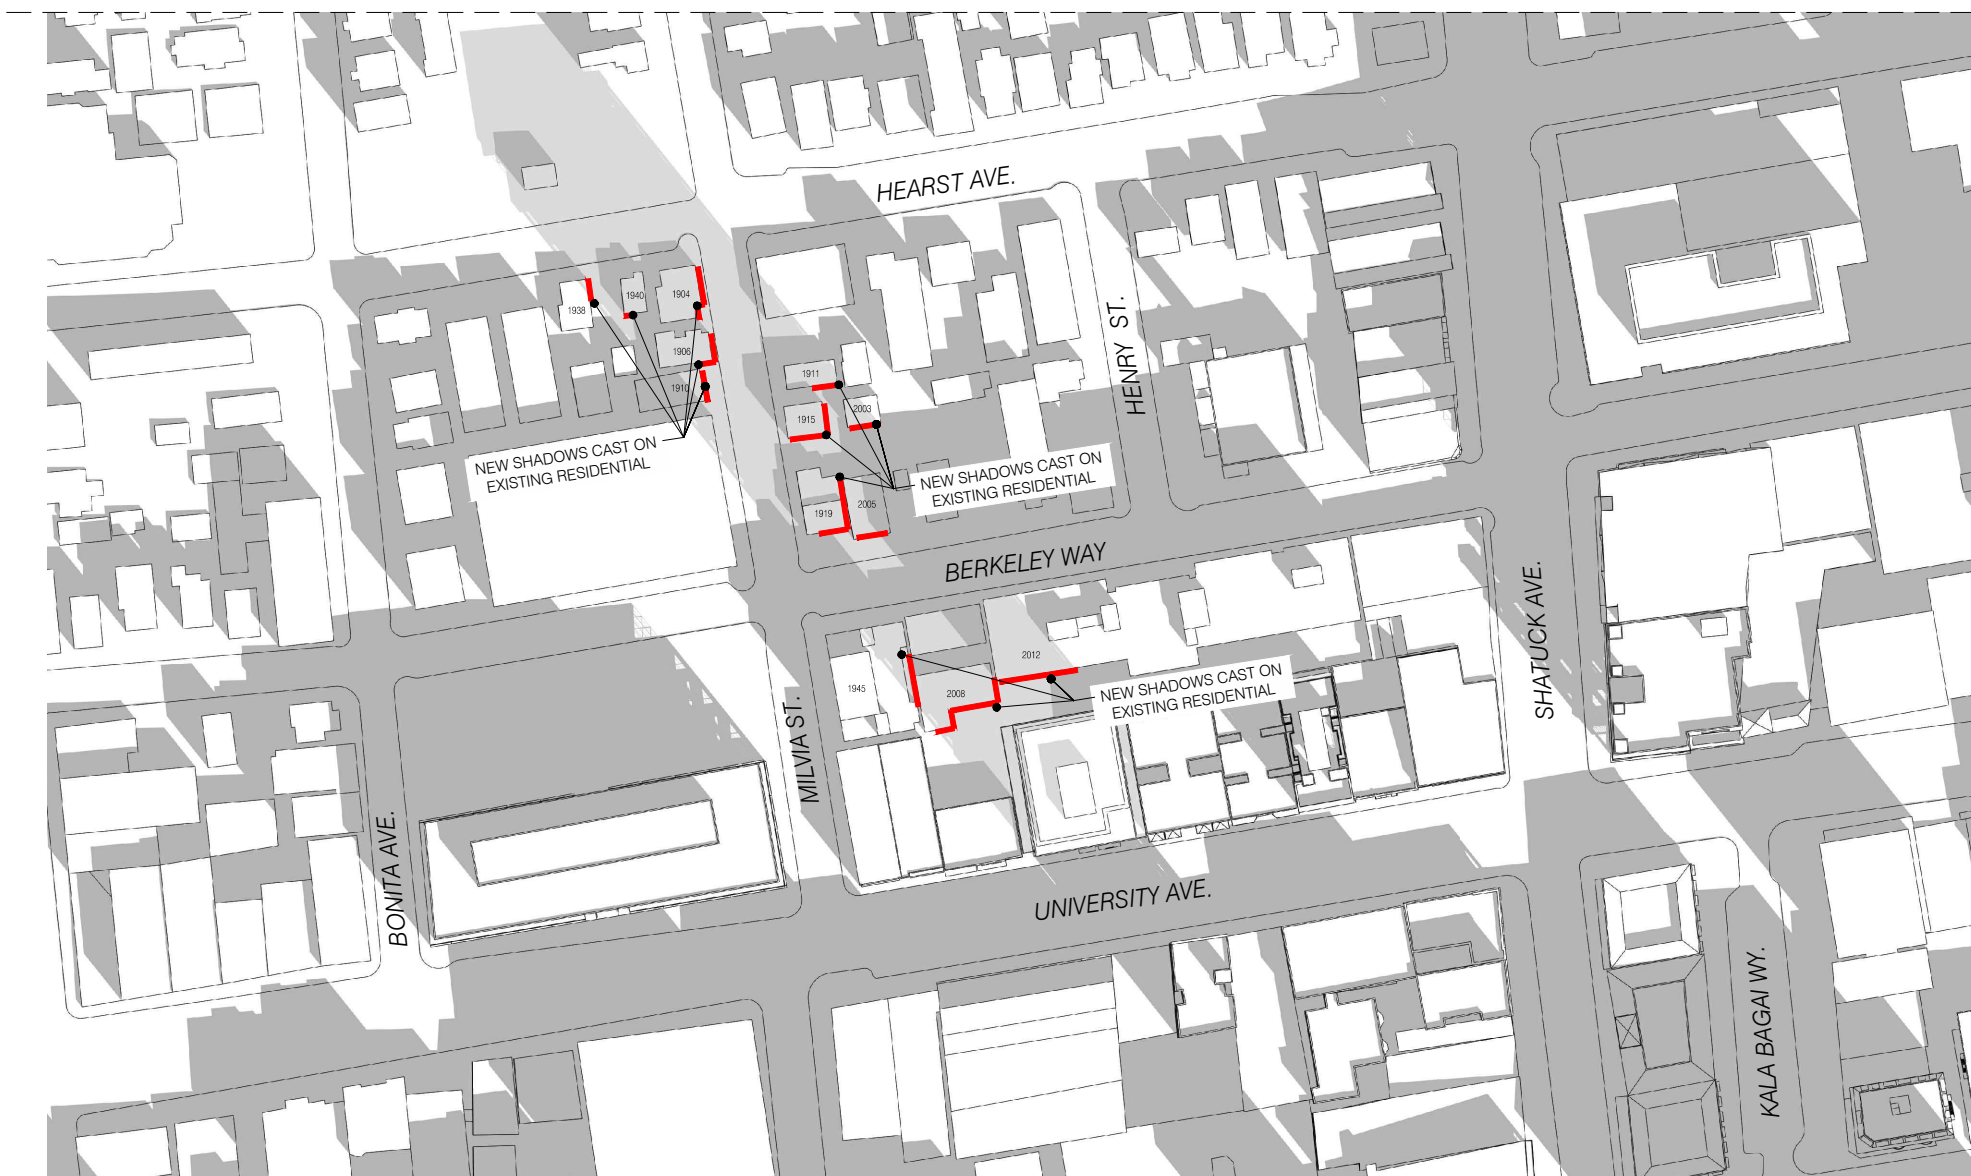 HEARST AVE.
1938
1940
1904
1906
1910
HENRY ST.
1911
1915
2003
NEW SHADOWS CAST ON
EXISTING RESIDENTIAL
NEW SHADOWS CAST ON
EXISTING RESIDENTIAL
1919
2005
BERKELEY WAY
SHATUCK AVE.
2012
1945
2008
NEW SHADOWS CAST ON
EXISTING RESIDENTIAL
MILVIA ST.
BONITA AVE.
UNIVERSITY AVE.
KALA BAGAI WY.